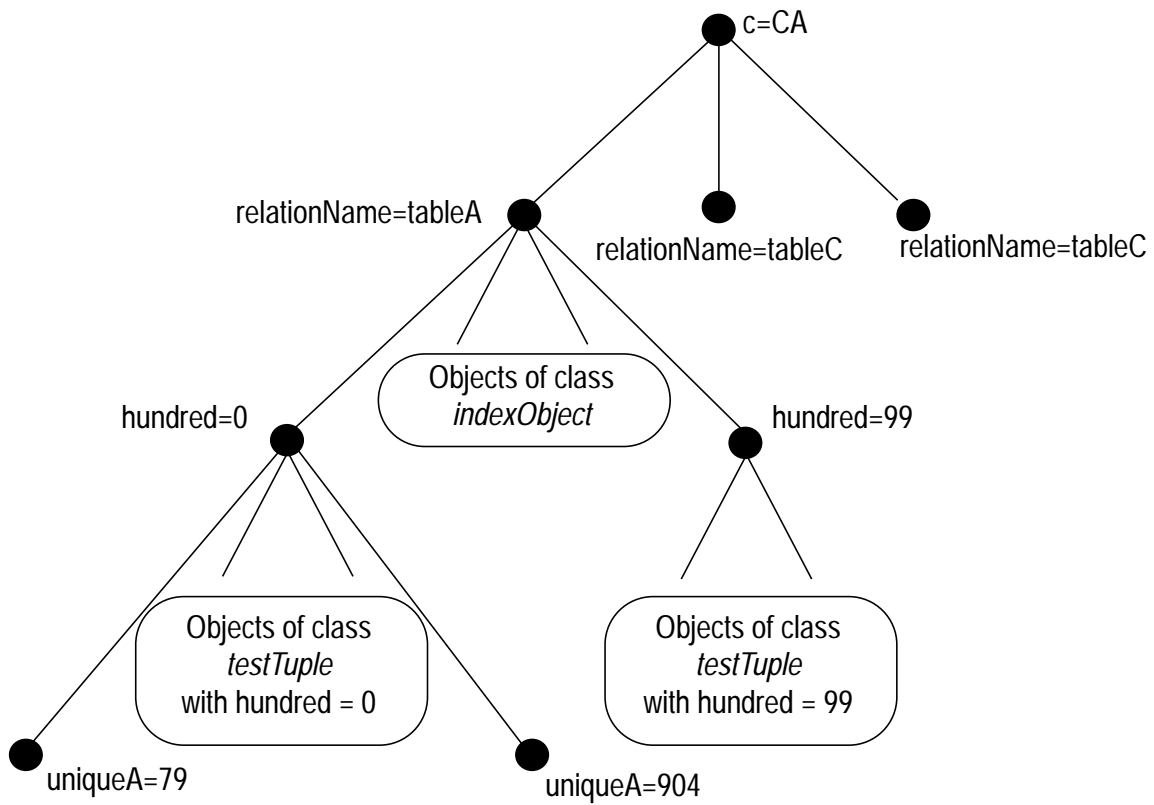 c=CA
relationName=tableA
relationName=tableC
relationName=tableC
Objects of class
indexObject
hundred=0
hundred=99
Objects of class
testTuple
with hundred = 0
Objects of class
testTuple
with hundred = 99
uniqueA=79
uniqueA=904